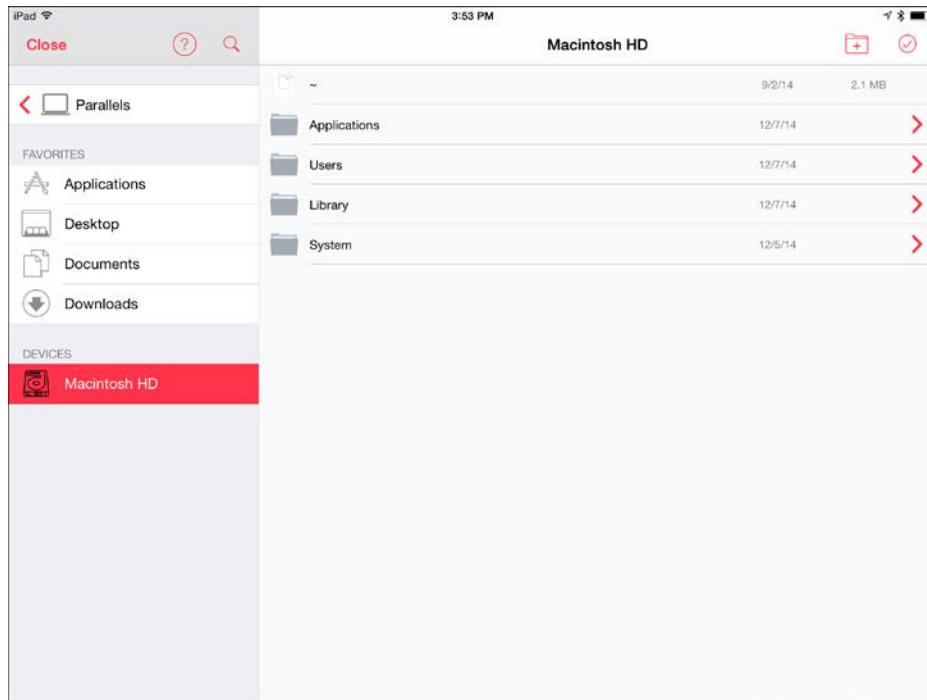 iPad 3:53 PM
Close ? Macintosh HD
Parallels
FAVORITES
Applications
Desktop
Documents
Downloads
DEVICES
Macintosh HD
~ 9/2/14 2.1 MB
Applications 12/7/14
Users 12/7/14
Library 12/7/14
System 12/5/14